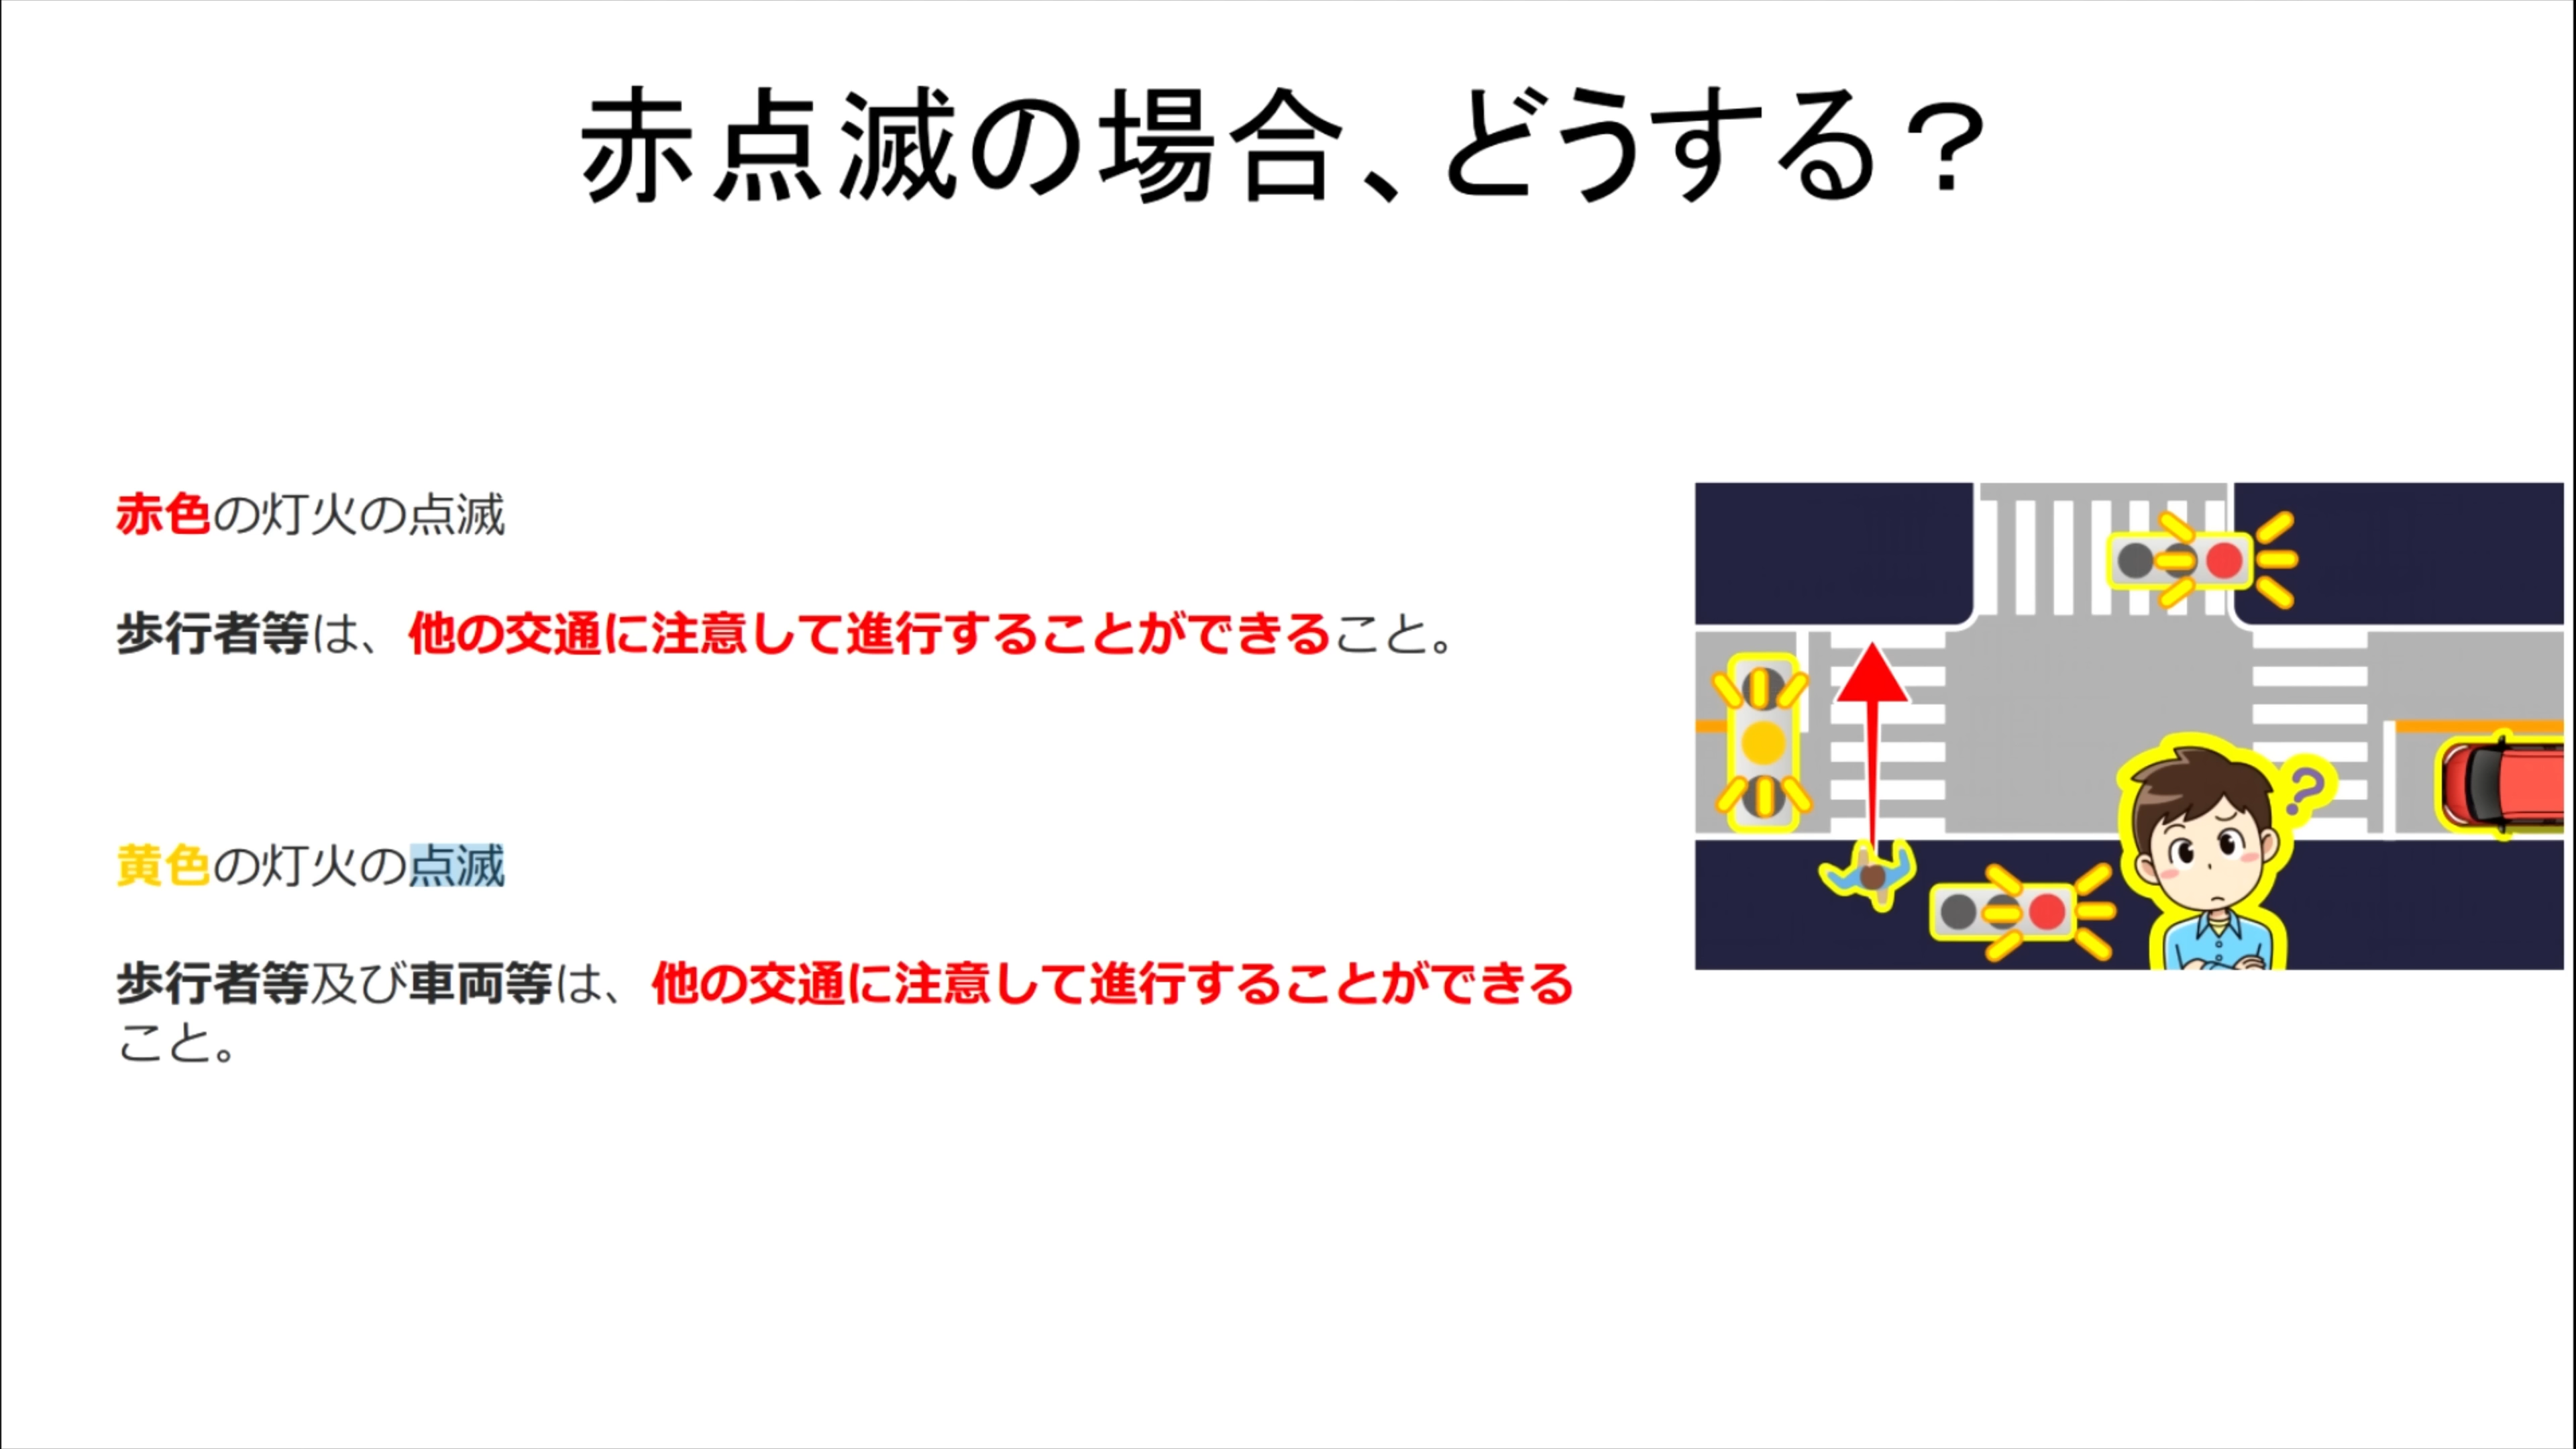 赤点滅の場合、どうする？
赤色の灯火の点滅
歩行者等は、他の交通に注意して進行することができること。
黄色の灯火の点滅
歩行者等及び車両等は、他の交通に注意して進行することができる
こと。
?